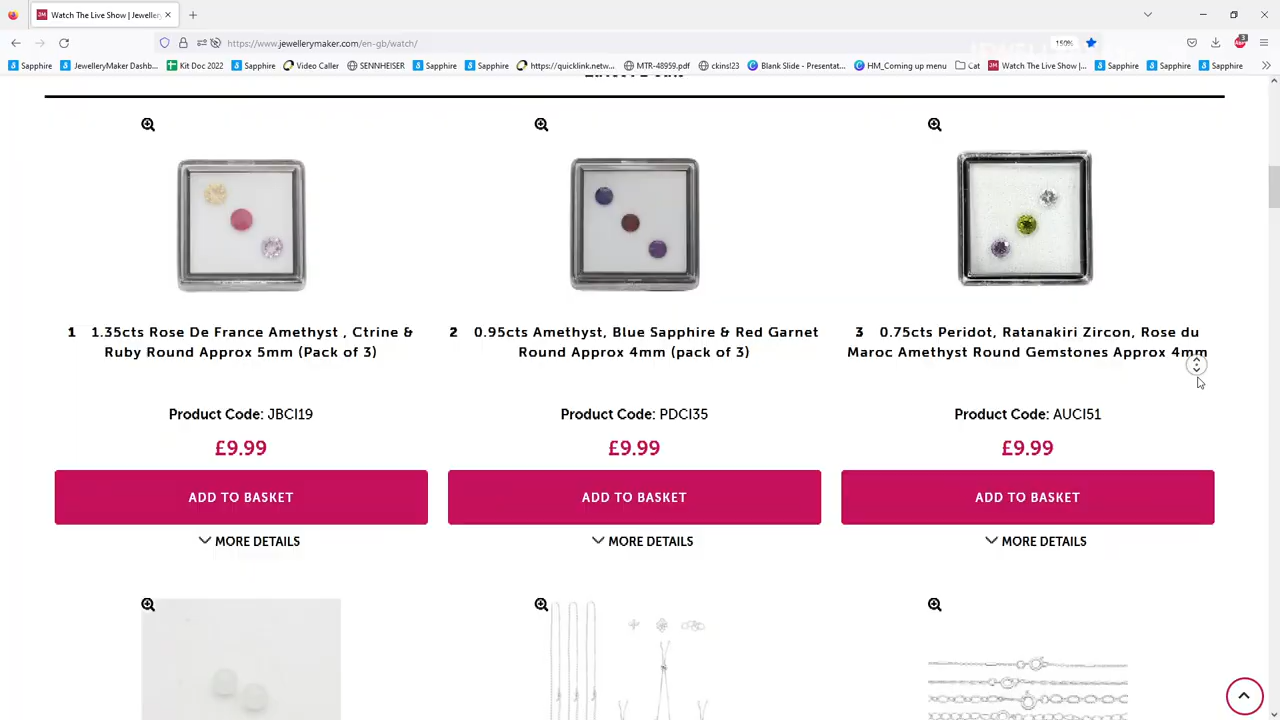 Watch The Live Show | Jeweller
https://www.jewellerymaker.com
gb/watch/
150%
3
Sapphire
JewelleryMaker Dashb...
Kit Doc 2022
Sapphire
Video Caller
SENNHEISER
Sapphire
Sapphire
https://quicklink.netw...
MTR-48959.pdf
ckins13
Blank Slide - Presentat...
HM_Coming up menu
Cat
Watch The Live Show |...
Sapphire
Sapphire
Sapphire
1 1.35cts Rose De France Amethyst , Ctrine &
Ruby Round Approx 5mm (Pack of 3)
Product Code: JBCI19
£9.99
ADD TO BASKET
MORE DETAILS
2 0.95cts Amethyst, Blue Sapphire & Red Garnet
Round Approx 4mm (pack of 3)
Product Code: PDCI35
£9.99
ADD TO BASKET
MORE DETAILS
3 0.75cts Peridot, Ratanakiri Zircon, Rose du
Maroc Amethyst Round Gemstones Approx 4mm
Product Code: AUCI51
£9.99
ADD TO BASKET
MORE DETAILS